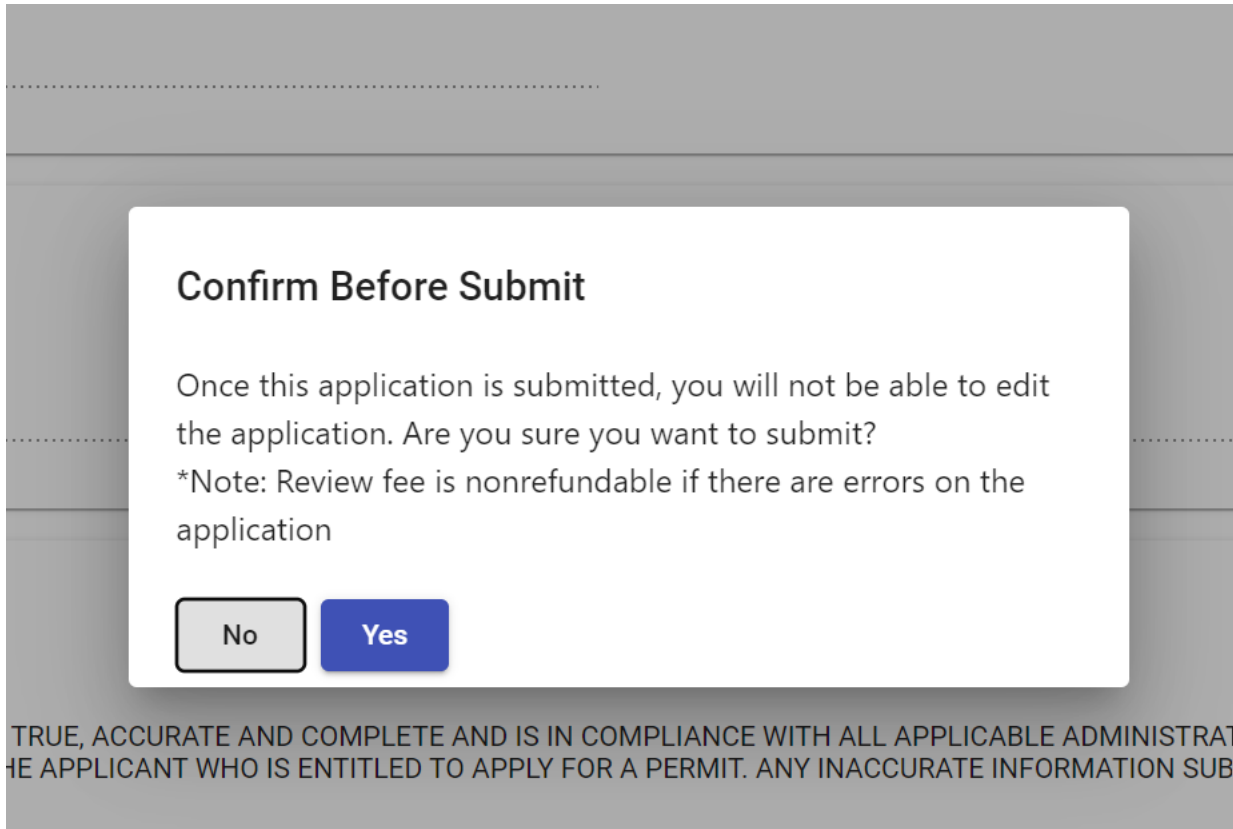 Confirm Before Submit
Once this application is submitted, you will not be able to edit
the application. Are you sure you want to submit?
*Note: Review fee is nonrefundable if there are errors on the
application
No
Yes
TRUE, ACCURATE AND COMPLETE AND IS IN COMPLIANCE WITH ALL APPLICABLE
APPLICANT WHO IS ENTITLED TO APPLY FOR A PERMIT. ANY INACCURATE INFORMATION